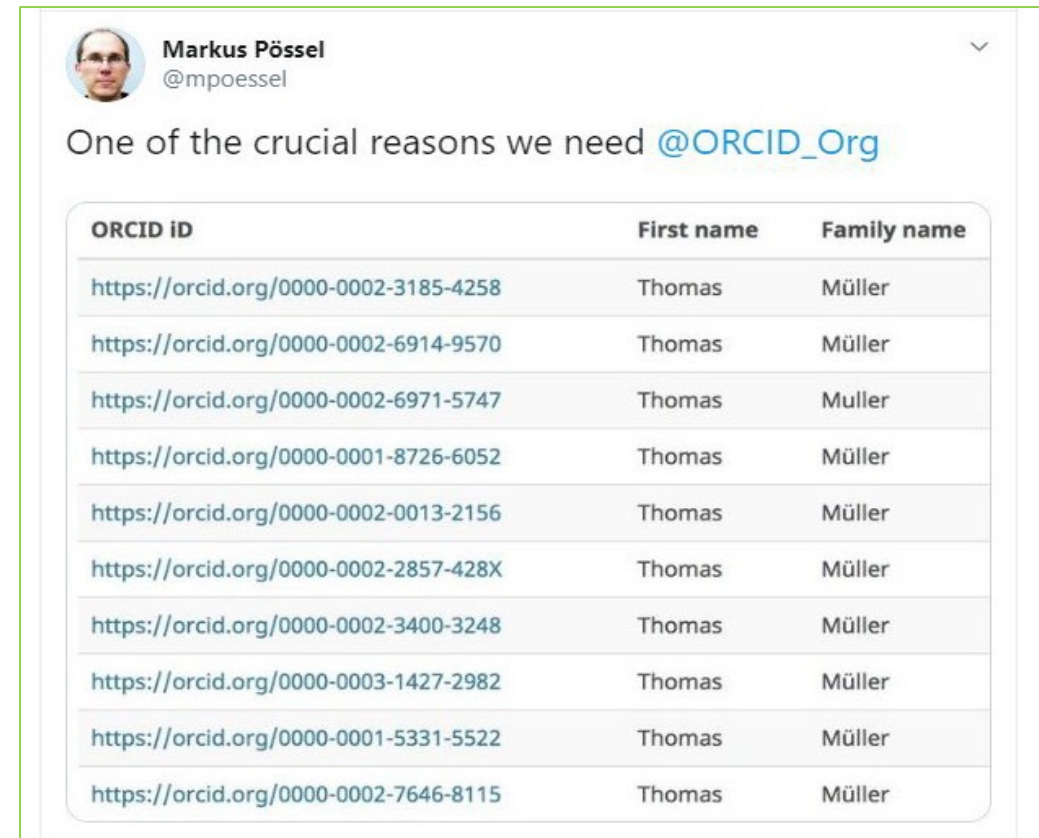 Markus Pössel
@mpoessel
One of the crucial reasons we need @ORCID_Org
ORCID iD First name Family name
https://orcid.org/0000-0002-3185-4258 Thomas Müller
https://orcid.org/0000-0002-6914-9570 Thomas Müller
https://orcid.org/0000-0002-6971-5747 Thomas Muller
https://orcid.org/0000-0001-8726-6052 Thomas Müller
https://orcid.org/0000-0002-0013-2156 Thomas Müller
https://orcid.org/0000-0002-2857-428X Thomas Müller
https://orcid.org/0000-0002-3400-3248 Thomas Müller
https://orcid.org/0000-0003-1427-2982 Thomas Müller
https://orcid.org/0000-0001-5331-5522 Thomas Müller
https://orcid.org/0000-0002-7646-8115 Thomas Müller